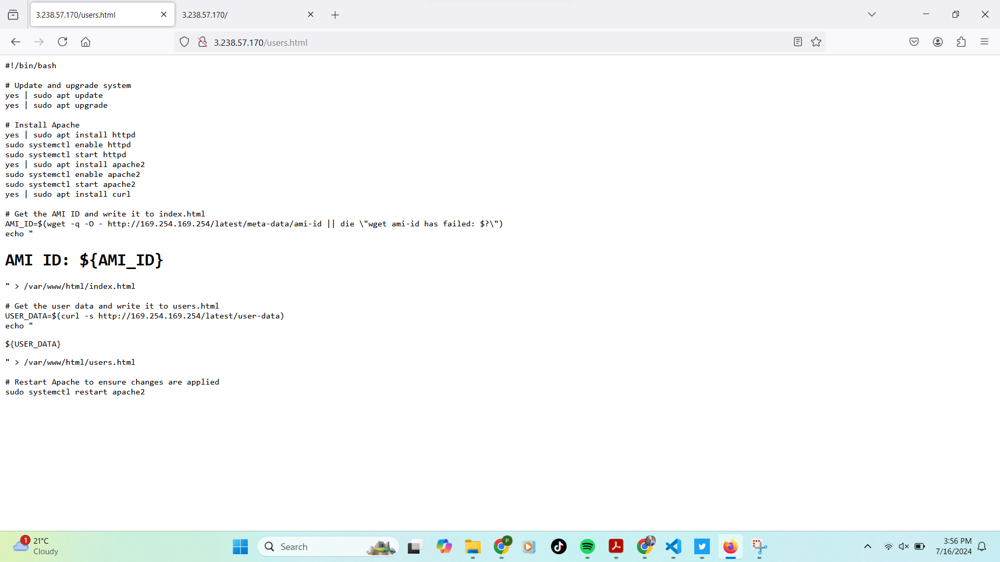 3.238.57.170/users.html
3.238.57.170/
3.238.57.170/users.html
#!/bin/bash
# Update and upgrade system
yes | sudo apt update
yes | sudo apt upgrade
# Install Apache
yes | sudo apt install httpd
sudo systemctl enable httpd
sudo systemctl start httpd
yes | sudo apt install apache2
sudo systemctl enable apache2
sudo systemctl start apache2
yes | sudo apt install curl
# Get the AMI ID and write it to index.html
AMI_ID=$(wget -q -O - http://169.254.169.254/latest/meta-data/ami-id || die \"wget ami-id has failed: $?\")
echo "
AMI ID: ${AMI_ID}
" > /var/www/html/index.html
# Get the user data and write it to users.html
USER_DATA=$(curl -s http://169.254.169.254/latest/user-data)
echo "
${USER_DATA}
" > /var/www/html/users.html
# Restart Apache to ensure changes are applied
sudo systemctl restart apache2
1
21°C
Cloudy
Search
P
3:56 PM
7/16/2024